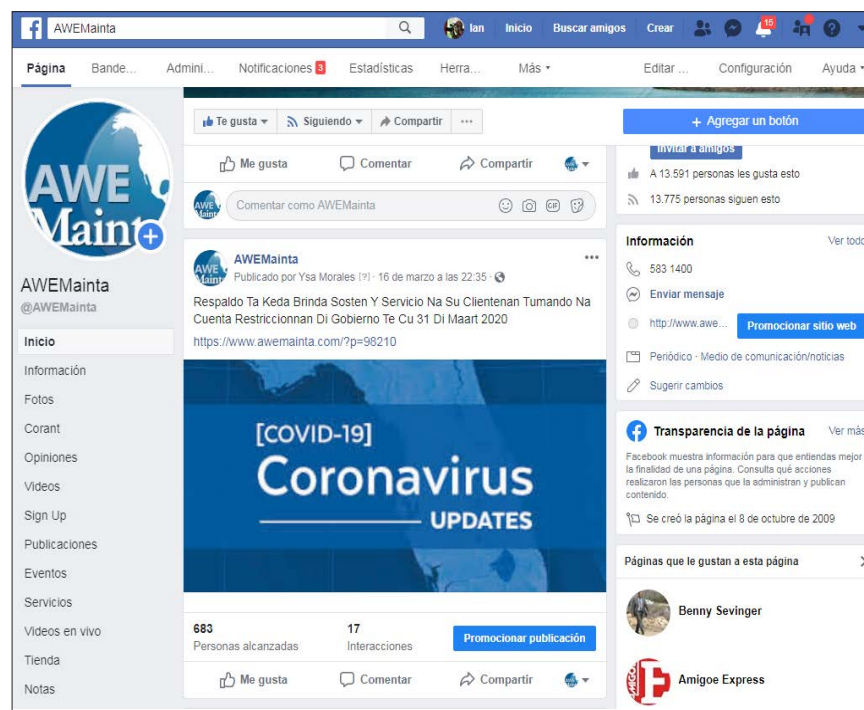 AWEMainta
Ian
Inicio
Buscar amigos
Crear
15
Página
Bande...
Admini...
Notificaciones 3
Estadísticas
Herra...
Más
Editar ...
Configuración
Ayuda
AWE
Mainta
AWEMainta
@AWEMainta
Inicio
Información
Fotos
Corant
Opiniones
Videos
Sign Up
Publicaciones
Eventos
Servicios
Videos en vivo
Tienda
Notas
Te gusta
Siguiendo
Compartir
...
Me gusta
Comentar
Compartir
Comentar como AWEMainta
GIF
AWEMainta
Publicado por Ysa Morales [?] · 16 de marzo a las 22:35 ·
Respaldo Ta Keda Brinda Sosten Y Servicio Na Su Clientenan Tumando Na
Cuenta Restriccionnan Di Gobierno Te Cu 31 Di Maart 2020
https://www.awemainta.com/?p=98210
[COVID-19]
Coronavirus
UPDATES
683
Personas alcanzadas
17
Interacciones
Promocionar publicación
Me gusta
Comentar
Compartir
+ Agregar un botón
Invitar a amigos
A 13.591 personas les gusta esto
13.775 personas siguen esto
Información
Ver todo
583 1400
Enviar mensaje
http://www.awe...
Promocionar sitio web
Periódico · Medio de comunicación/noticias
Sugerir cambios
Transparencia de la página
Ver más
Facebook muestra información para que entiendas mejor
la finalidad de una página. Consulta qué acciones
realizaron las personas que la administran y publican
contenido.
Se creó la página el 8 de octubre de 2009
Páginas que le gustan a esta página
Benny Sevinger
Amigoe Express